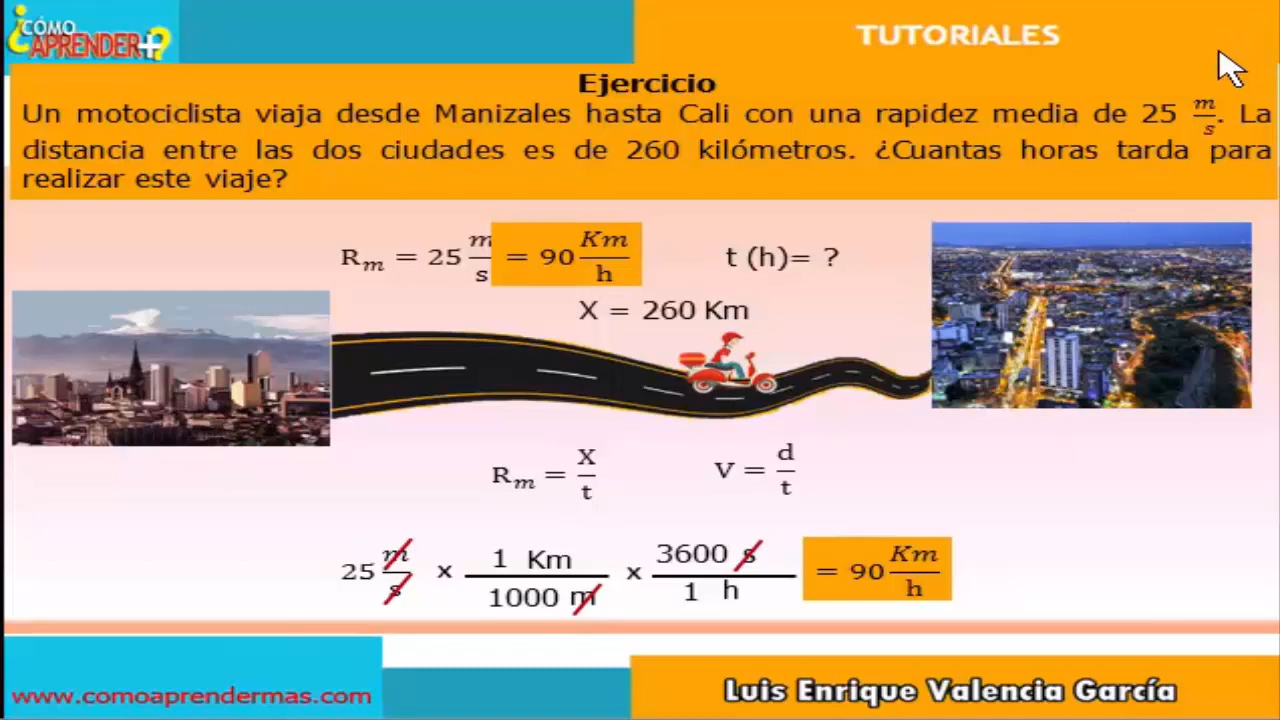 ¿CÓMO
APRENDER+?
TUTORIALES
Ejercicio
Un motociclista viaja desde Manizales hasta Cali con una rapidez media de 25 m/s. La
distancia entre las dos ciudades es de 260 kilómetros. ¿Cuantas horas tarda para
realizar este viaje?
Rₘ = 25 m/s = 90 Km/h t (h)= ?
X = 260 Km
Rₘ = X/t V = d/t
25 m/s x 1 Km/1000 m x 3600 s/1 h = 90 Km/h
www.comoaprendermas.com
Luis Enrique Valencia García